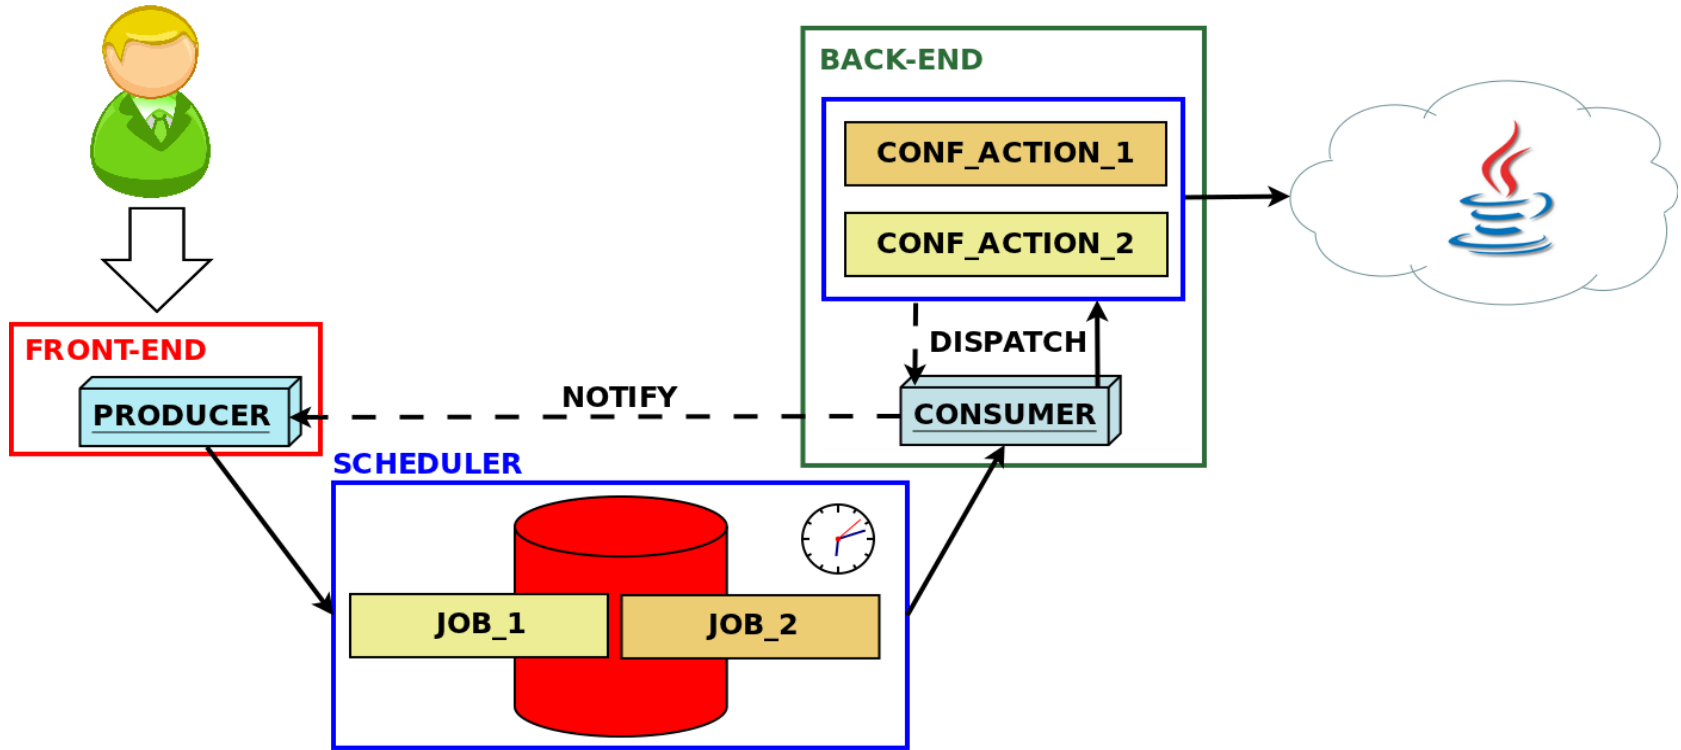 BACK-END
CONF_ACTION_1
CONF_ACTION_2
DISPATCH
FRONT-END
PRODUCER
NOTIFY
CONSUMER
SCHEDULER
JOB_1
JOB_2